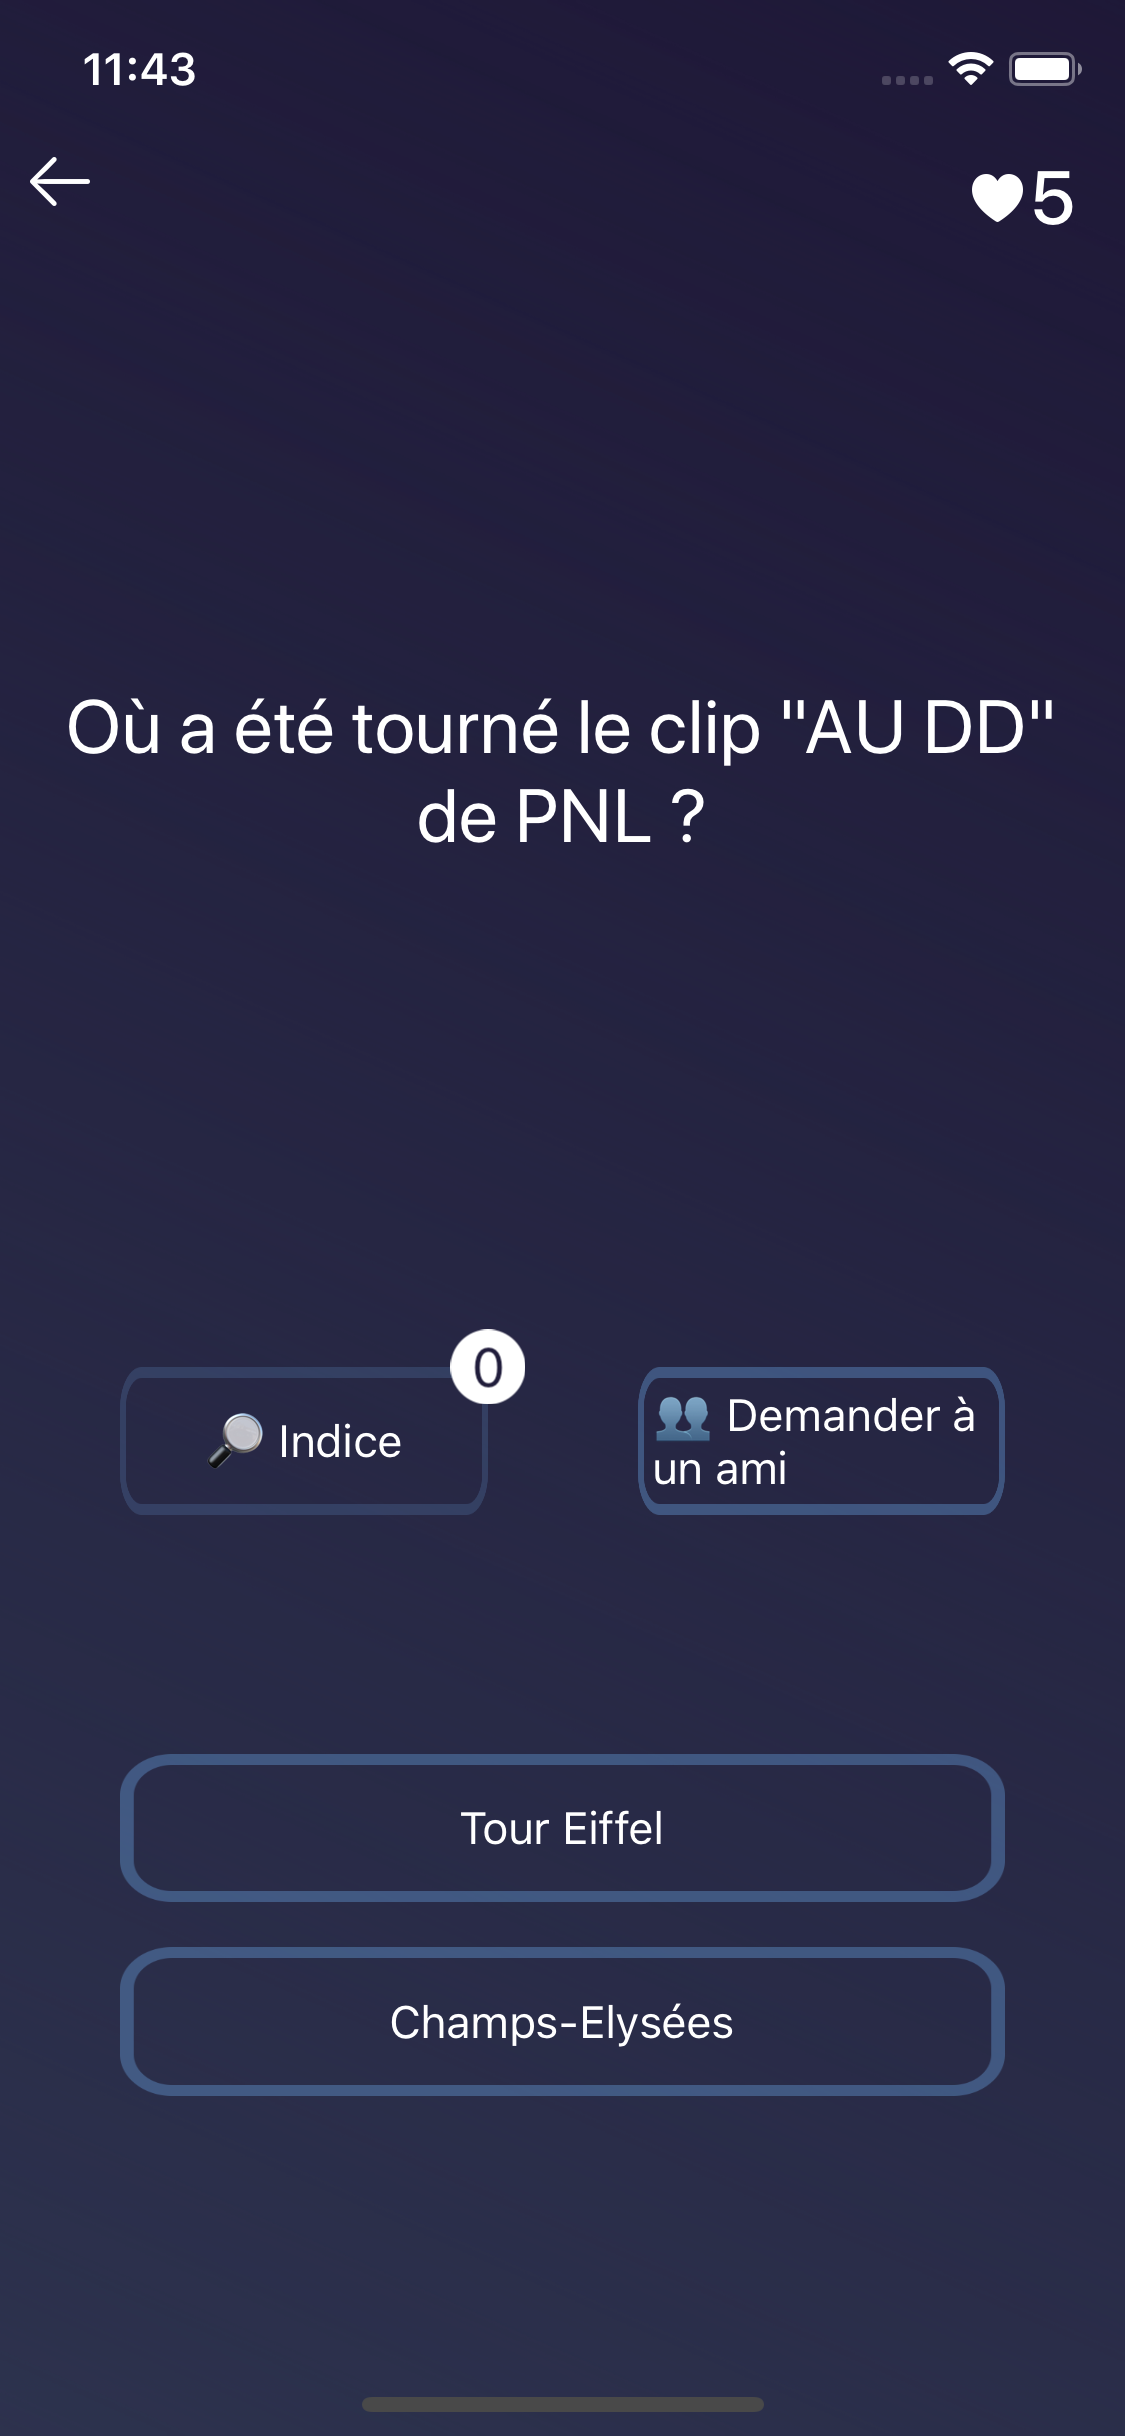 11:43
5
Où a été tourné le clip "AU DD"
de PNL ?
0
🔎 Indice
👥 Demander à
un ami
Tour Eiffel
Champs-Elysées